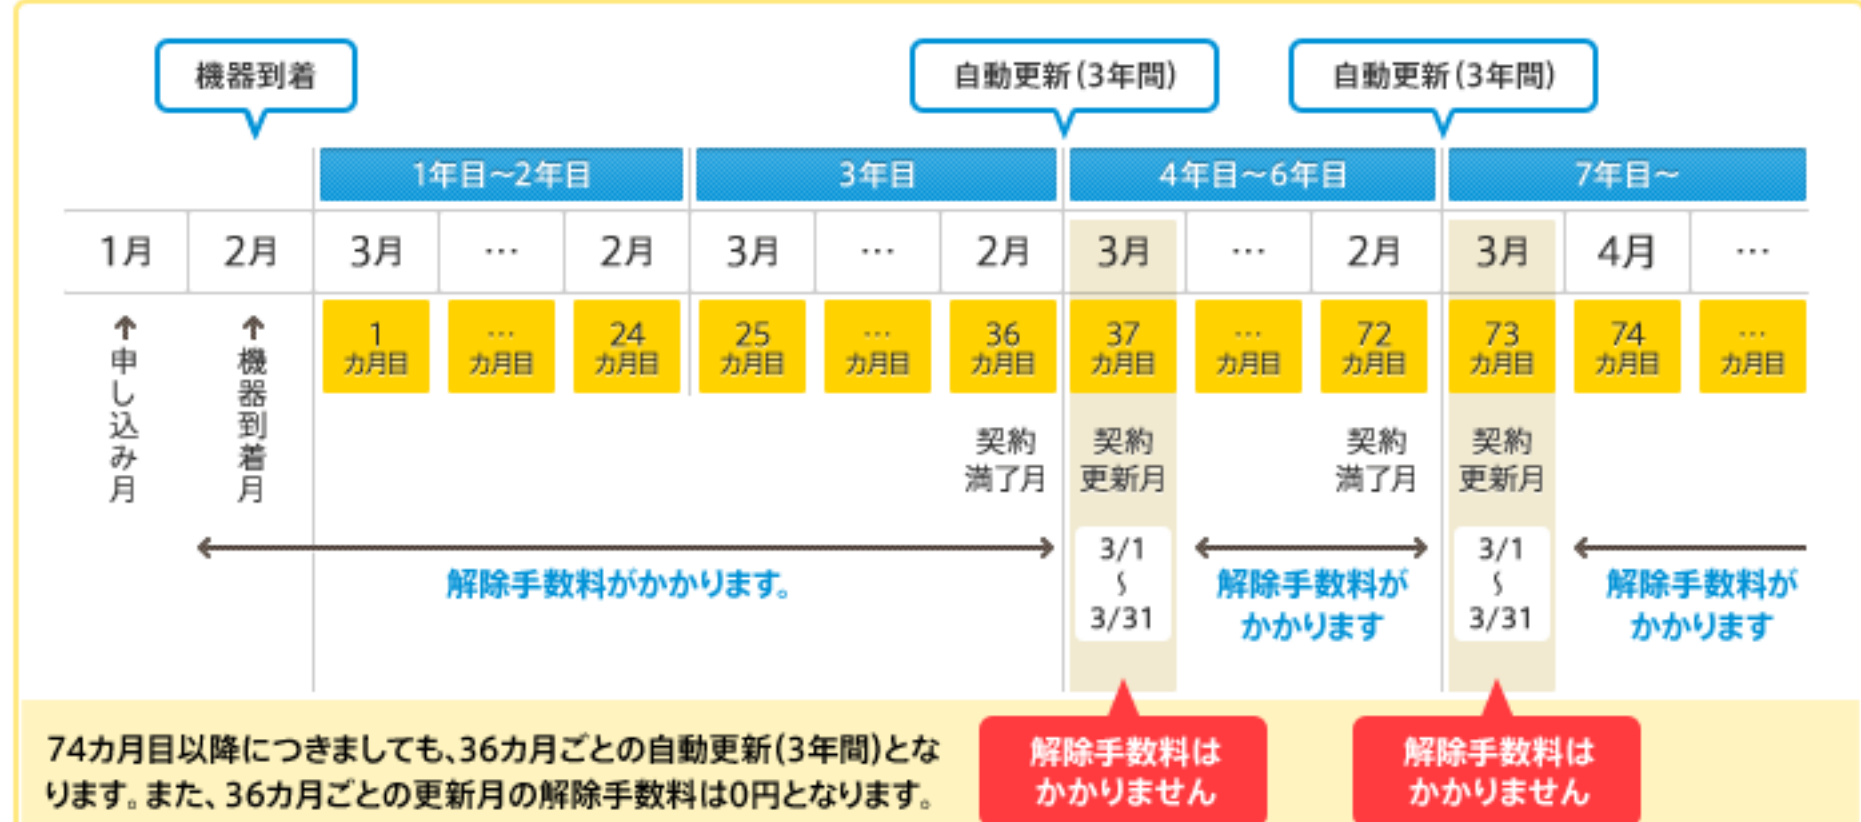 機器到着
自動更新(3年間)
自動更新(3年間)
1年目～2年目
3年目
4年目～6年目
7年目～
1月
2月
3月
…
2月
3月
…
2月
3月
…
2月
3月
4月
…
↑申し込み月
↑機器到着月
1
カ月目
…
カ月目
24
カ月目
25
カ月目
…
カ月目
36
カ月目
37
カ月目
…
カ月目
72
カ月目
73
カ月目
74
カ月目
…
カ月目
契約
満了月
契約
更新月
契約
満了月
契約
更新月
解除手数料がかかります。
3/1
〜
3/31
解除手数料が
かかります
3/1
〜
3/31
解除手数料が
かかります
74カ月目以降につきましても、36カ月ごとの自動更新(3年間)とな
ります。また、36カ月ごとの更新月の解除手数料は0円となります。
解除手数料は
かかりません
解除手数料は
かかりません